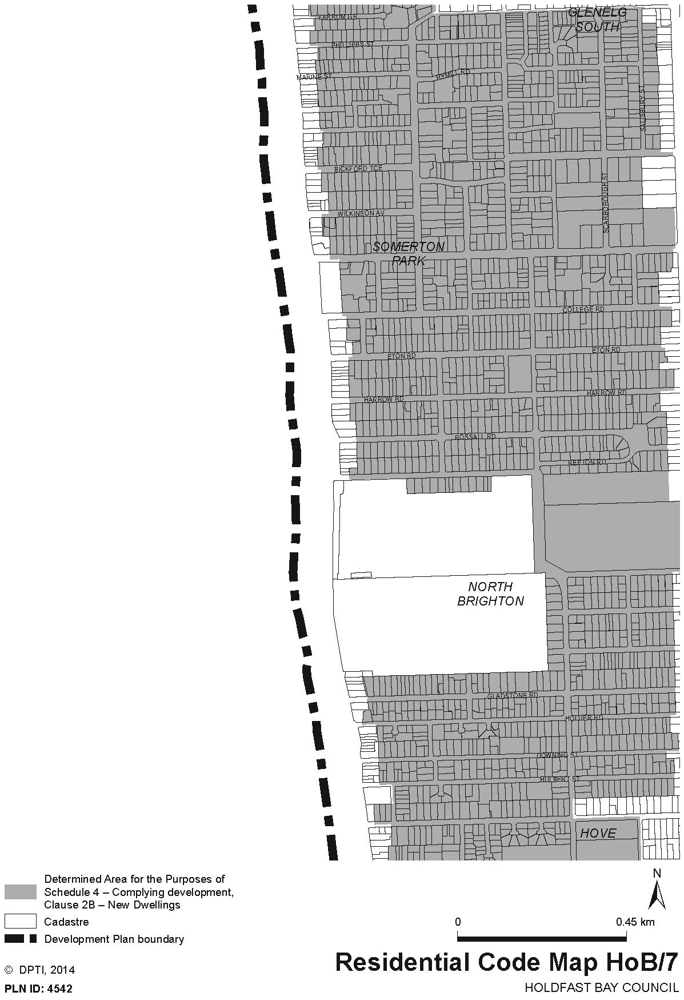 GLENELG
SOUTH
YARRUM GR
PHILLIPPS ST
MARINE ST
RYMILL RD
SALISBURY ST
BICKFORD TCE
SCARBOROUGH ST
WILKINSON AV
SOMERTON
PARK
COLLEGE RD
ETON RD
ETON RD
HARROW RD
HARROW RD
ROSSALL RD
REPTON RD
NORTH
BRIGHTON
GLADSTONE RD
HOLDER RD
DOWNING ST
HULBERT ST
HOVE
Determined Area for the Purposes of
Schedule 4 – Complying development,
Clause 2B – New Dwellings
Cadastre
Development Plan boundary
N
0 0.45 km
Residential Code Map HoB/7
HOLDFAST BAY COUNCIL
© DPTI, 2014
PLN ID: 4542